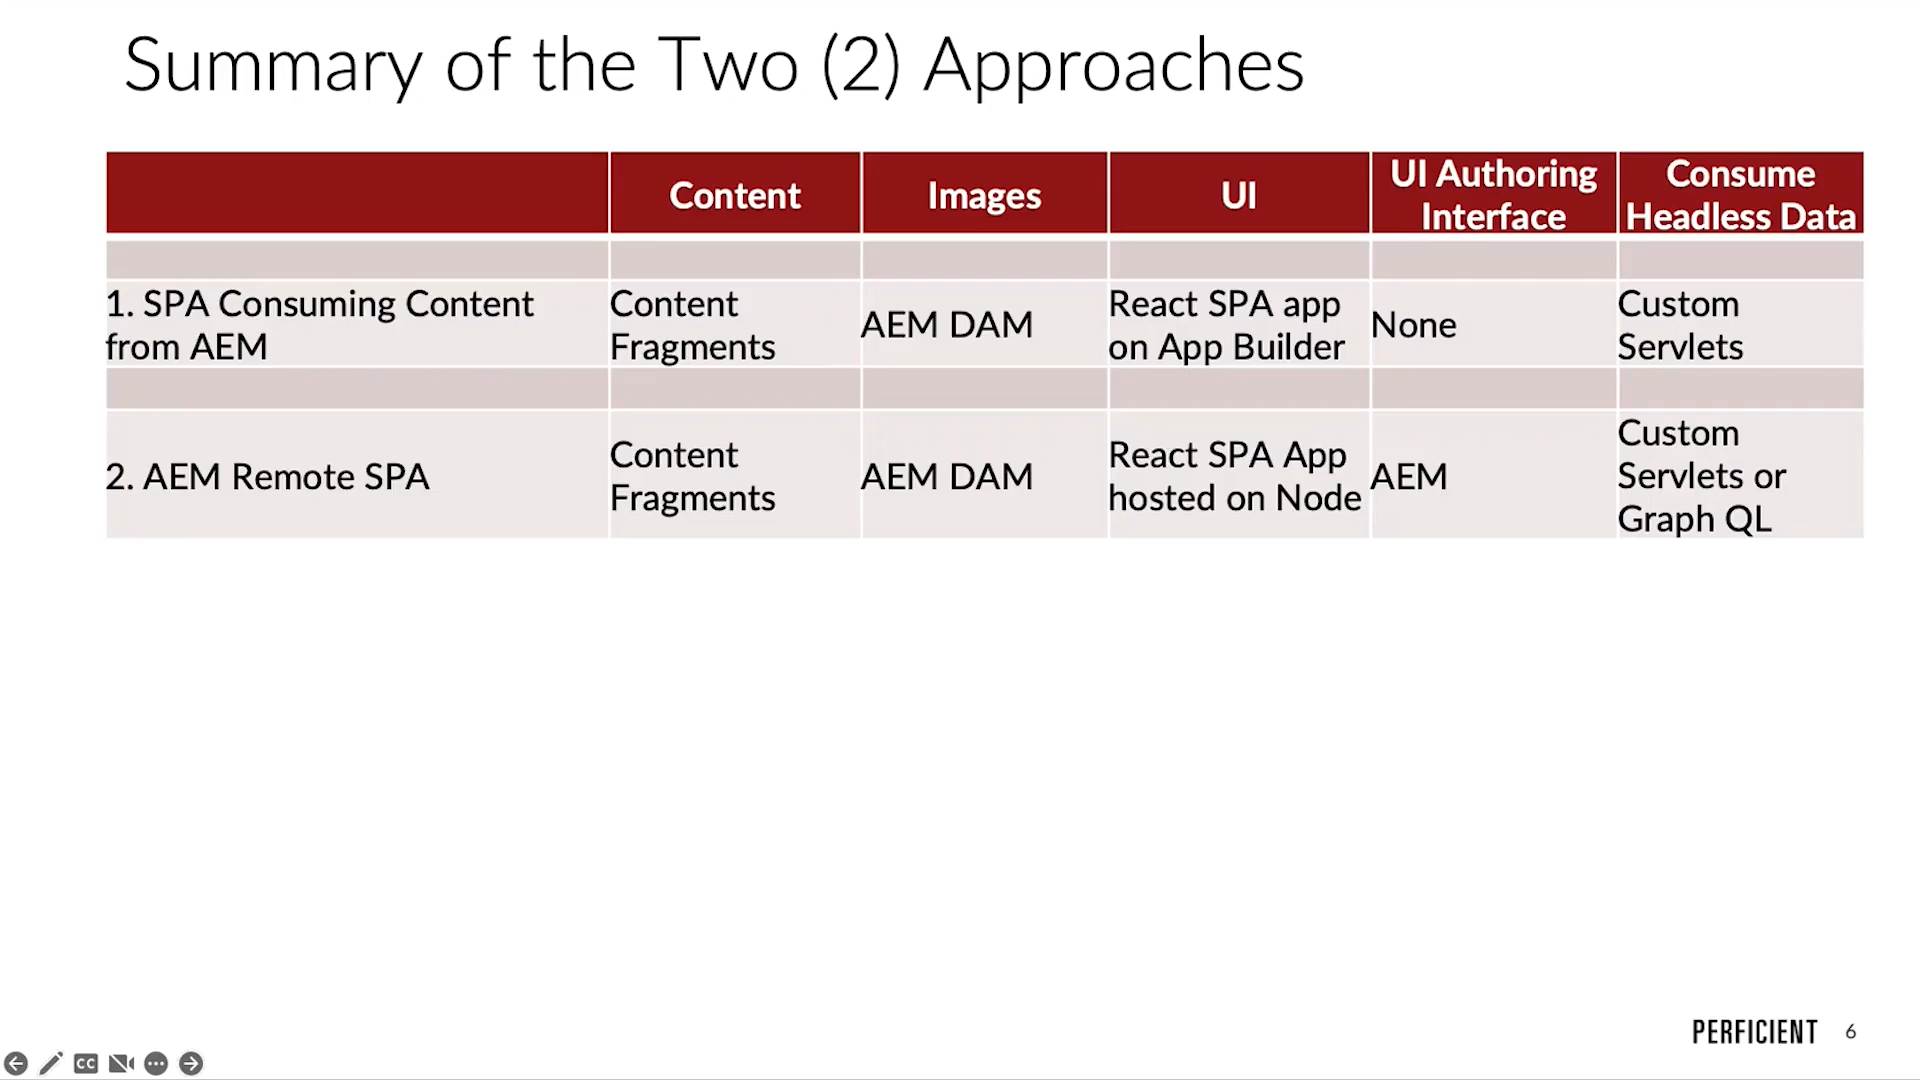 Summary of the Two (2) Approaches
Content
Images
UI
UI Authoring
Interface
Consume
Headless Data
1. SPA Consuming Content
from AEM
Content
Fragments
AEM DAM
React SPA app
on App Builder
None
Custom
Servlets
2. AEM Remote SPA
Content
Fragments
AEM DAM
React SPA App
hosted on Node
AEM
Custom
Servlets or
Graph QL
PERFICIENT
6
CC